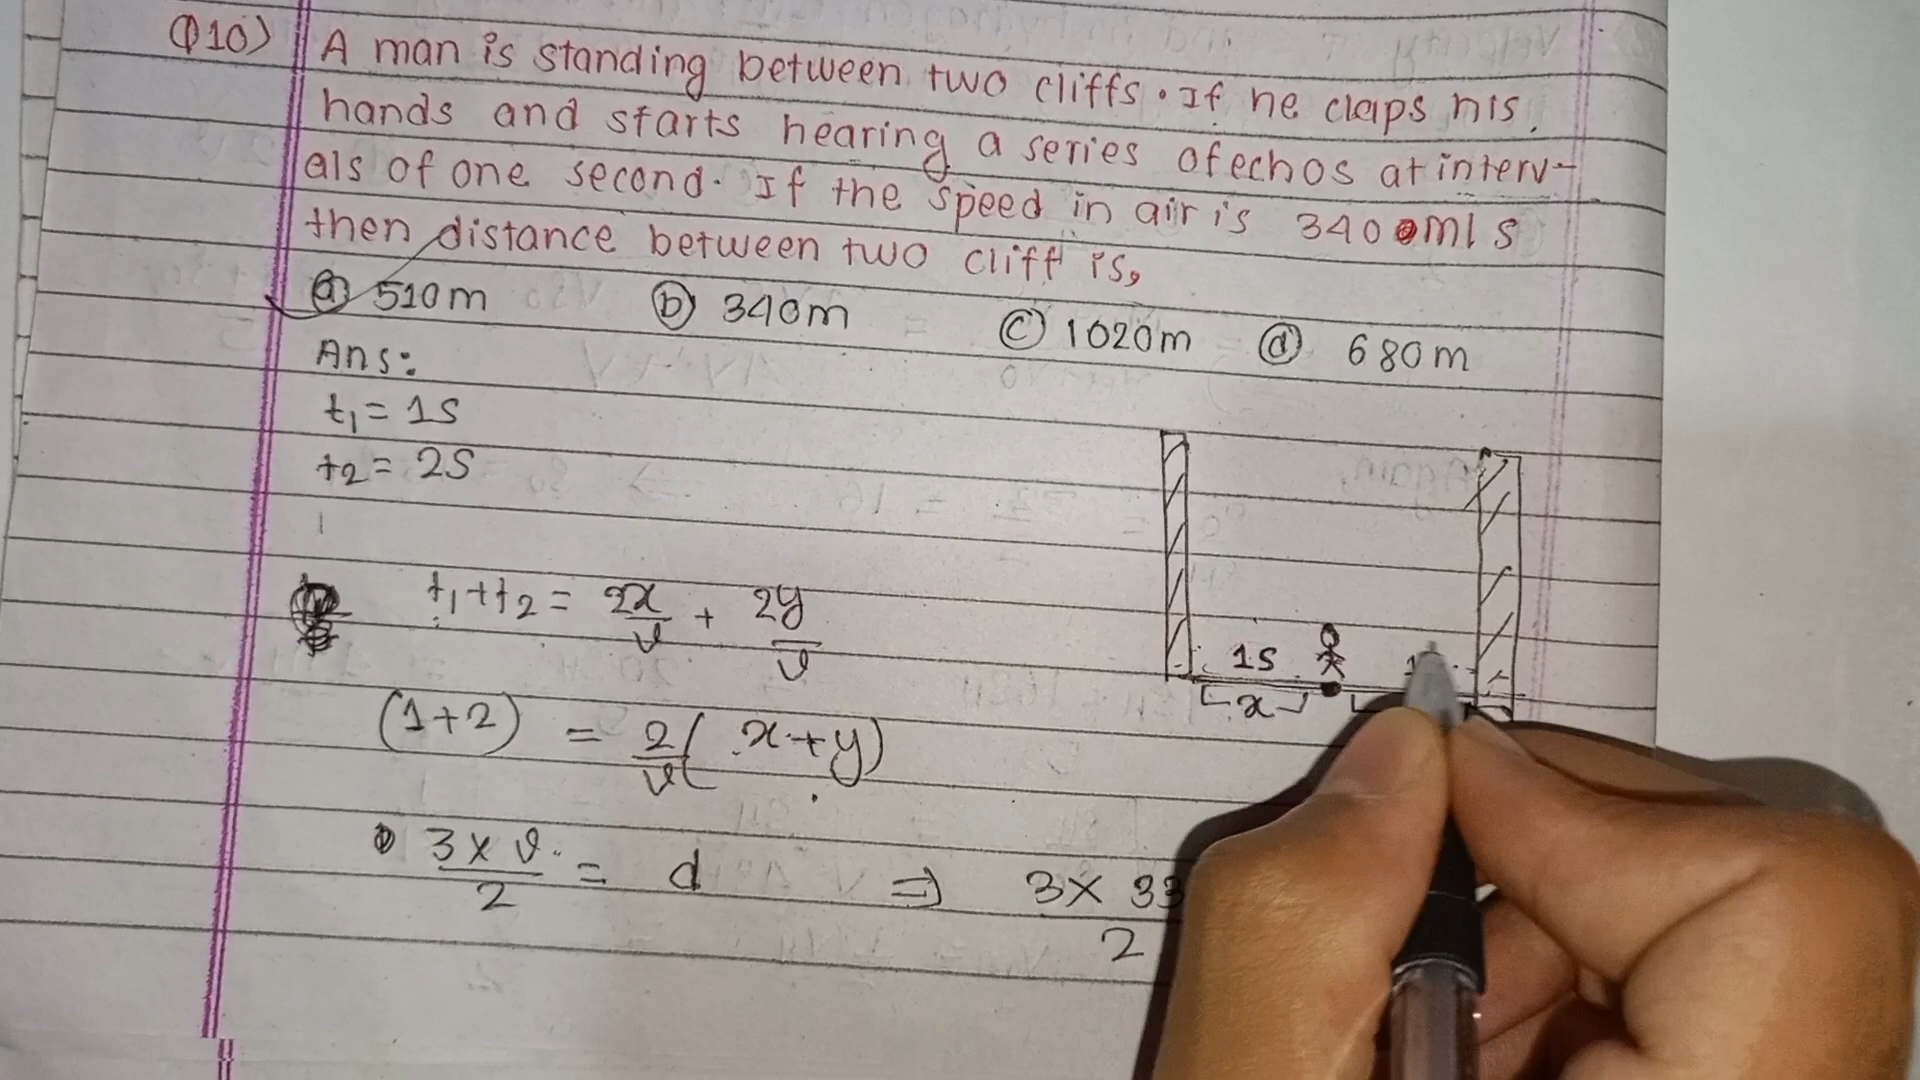 Q10) A man is standing between two cliffs. If he claps his
hands and starts hearing a series of echos at interv-
als of one second. If the speed in air is 340 m/s
then distance between two cliff is,
(a) 510m (b) 340m (c) 1020m (d) 680m
Ans:
t₁ = 1s
t₂ = 2s
t₁+t₂ = 2x/v + 2y/v
(1+2) = 2/v (x+y)
3×v/2 = d ⇒ 3× 33 /2
1s
x